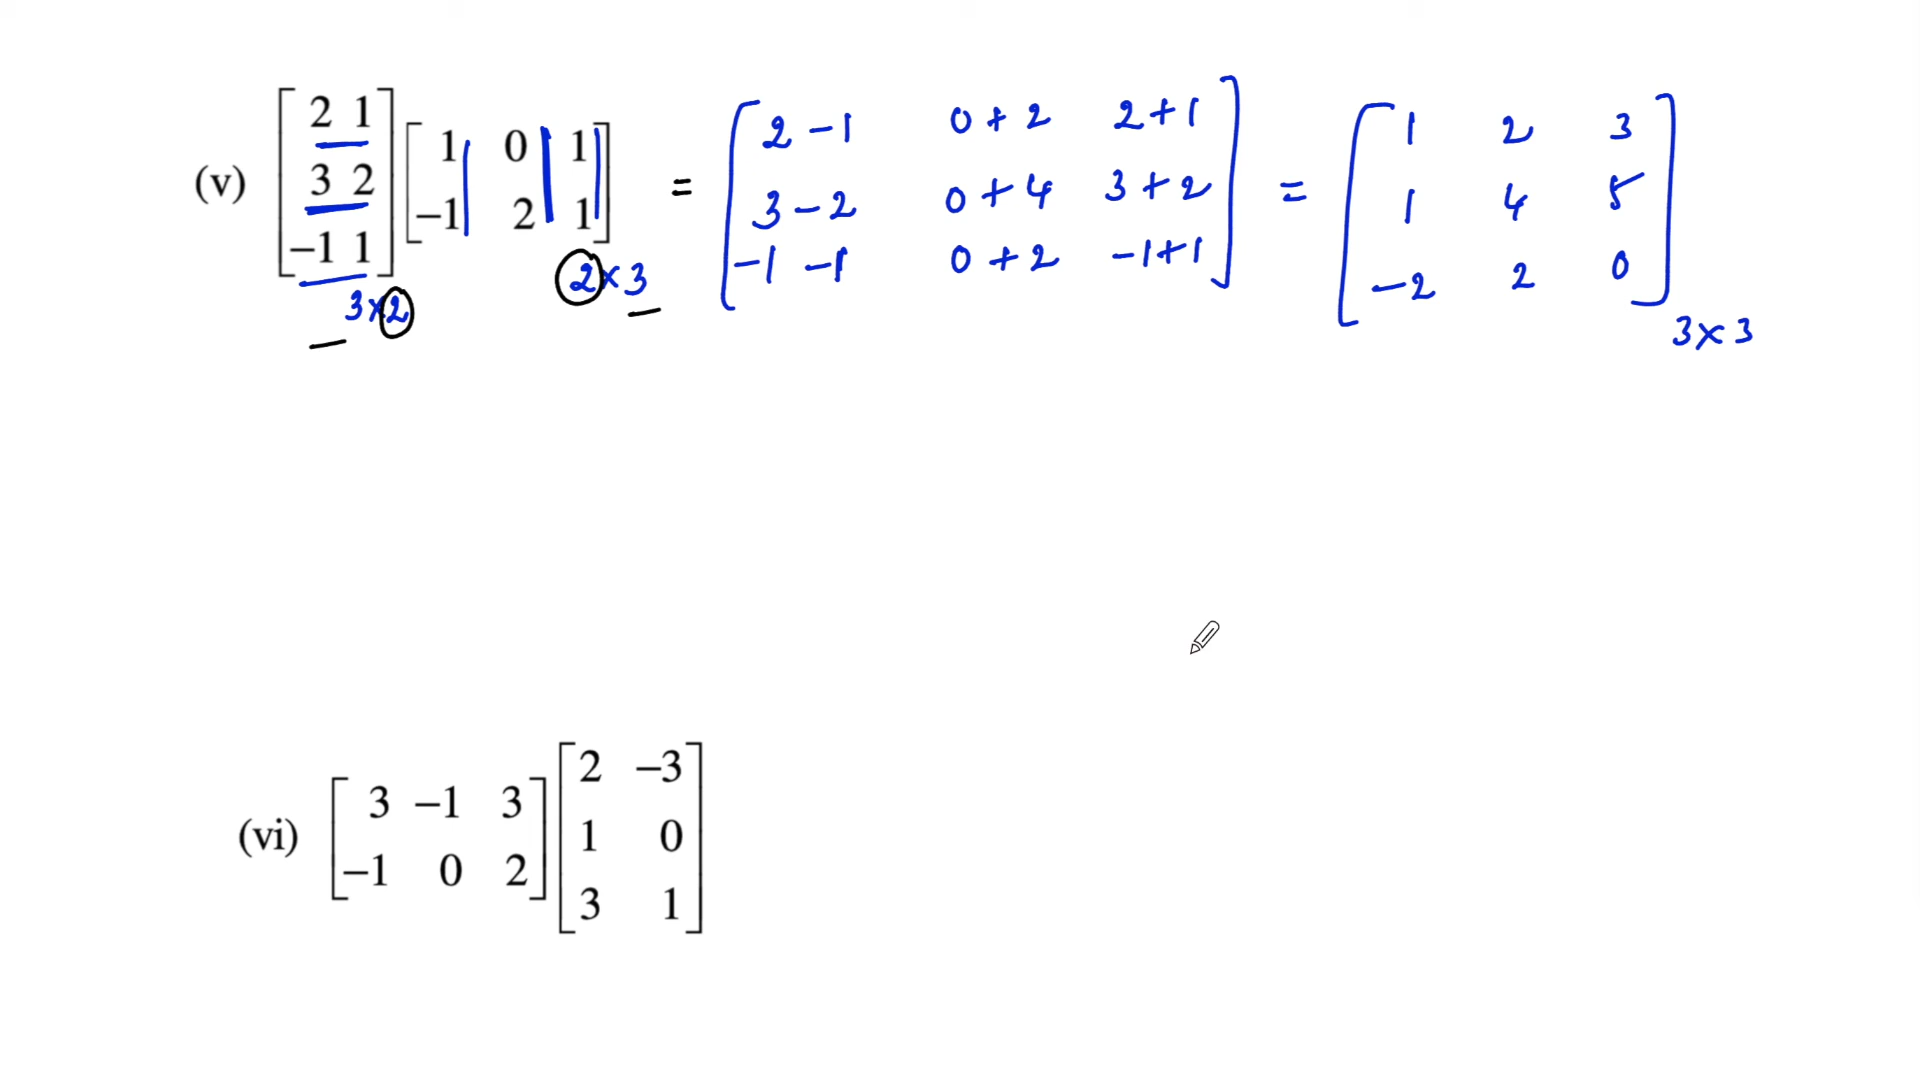 (v) [2 1; 3 2; -1 1] [1 0 1; -1 2 1] = [2-1 0+2 2+1; 3-2 0+4 3+2; -1-1 0+2 -1+1] = [1 2 3; 1 4 5; -2 2 0]
3×2 2×3 3×3
(vi) [3 -1 3; -1 0 2] [2 -3; 1 0; 3 1]